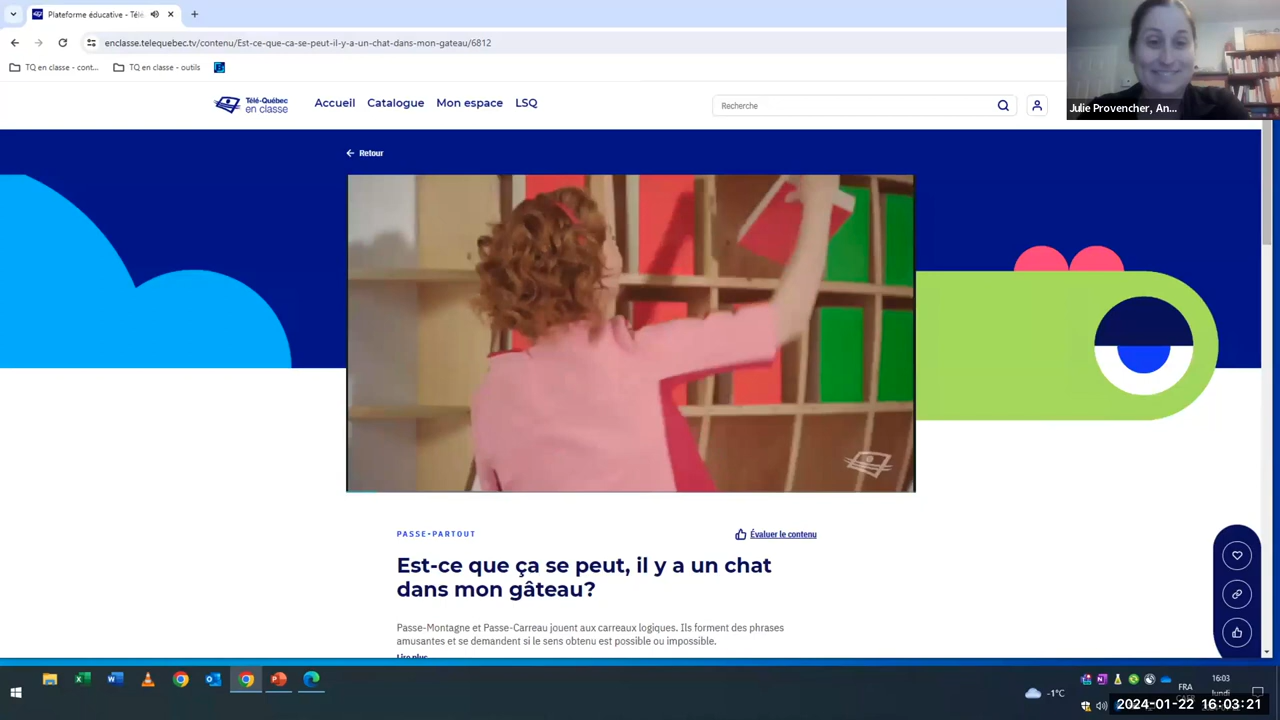 Plateforme éducative - Télé
enclasse.telequebec.tv/contenu/Est-ce-que-ca-se-peut-il-y-a-un-chat-dans-mon-gateau/6812
TQ en classe - cont...
TQ en classe - outils
Télé-Québec
en classe
Accueil
Catalogue
Mon espace
LSQ
Recherche
Julie Provencher, An...
Retour
PASSE-PARTOUT
Évaluer le contenu
Est-ce que ça se peut, il y a un chat
dans mon gâteau?
Passe-Montagne et Passe-Carreau jouent aux carreaux logiques. Ils forment des phrases
amusantes et se demandent si le sens obtenu est possible ou impossible.
Lire plus
-1°C
FRA
16:03
lundi
2024-01-22 16:03:21